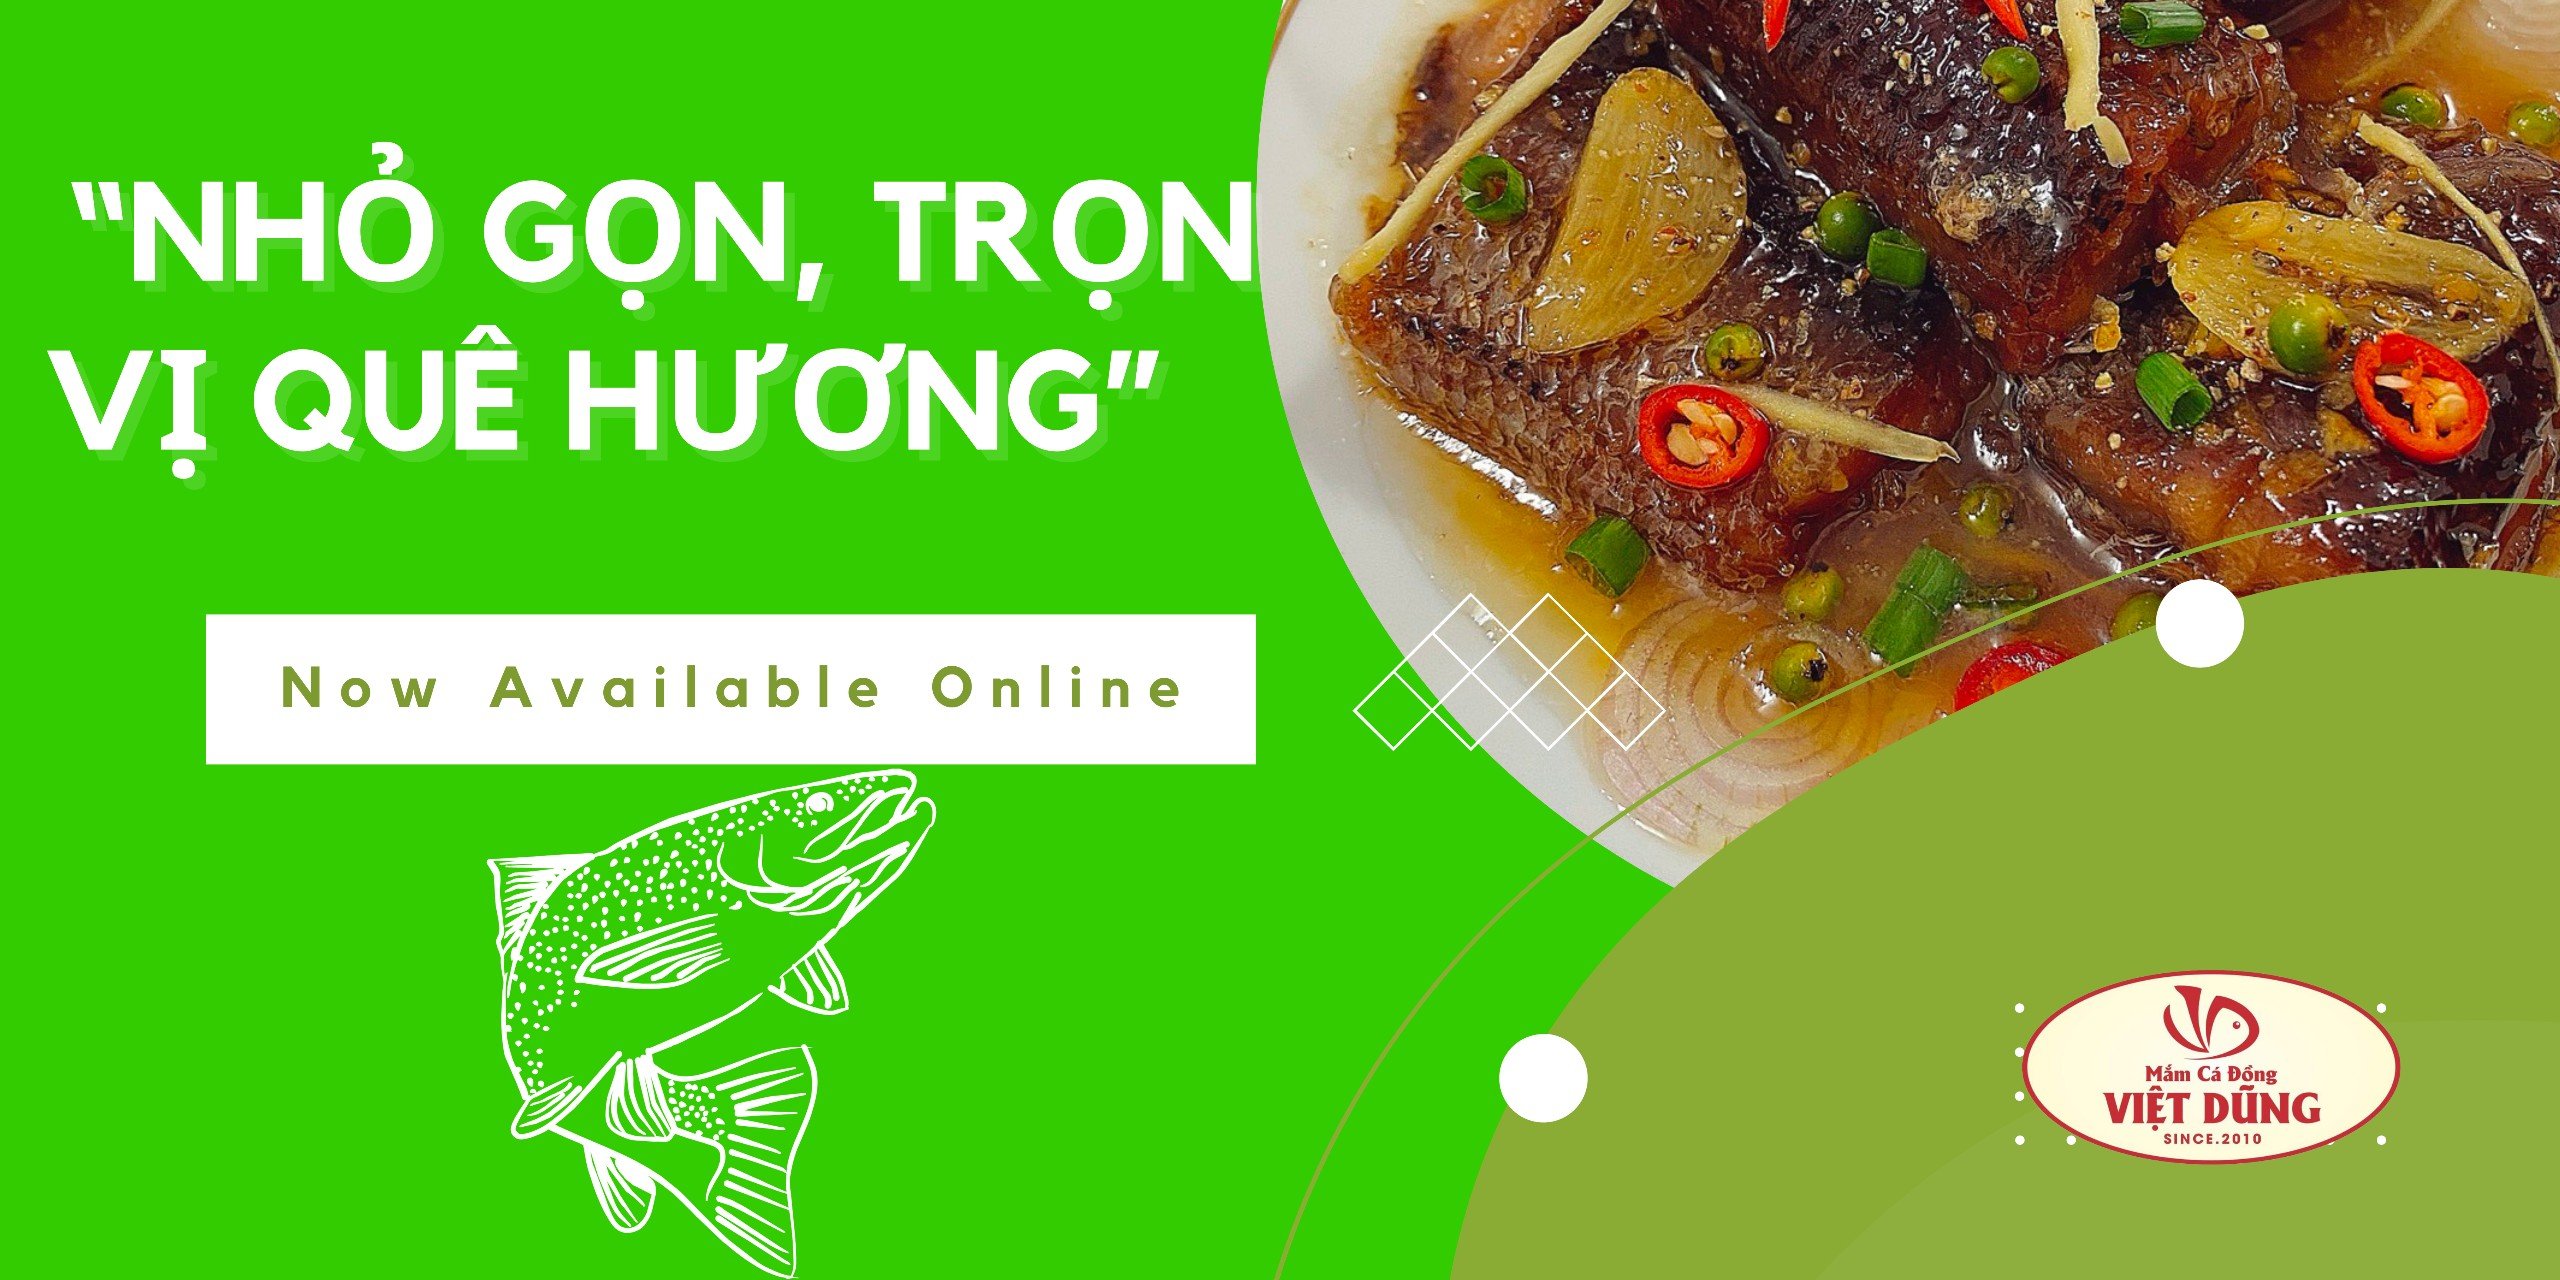 “NHỎ GỌN, TRỌN
VỊ QUÊ HƯƠNG”
Now Available Online
Mắm Cá Đồng
VIỆT DŨNG
SINCE.2010